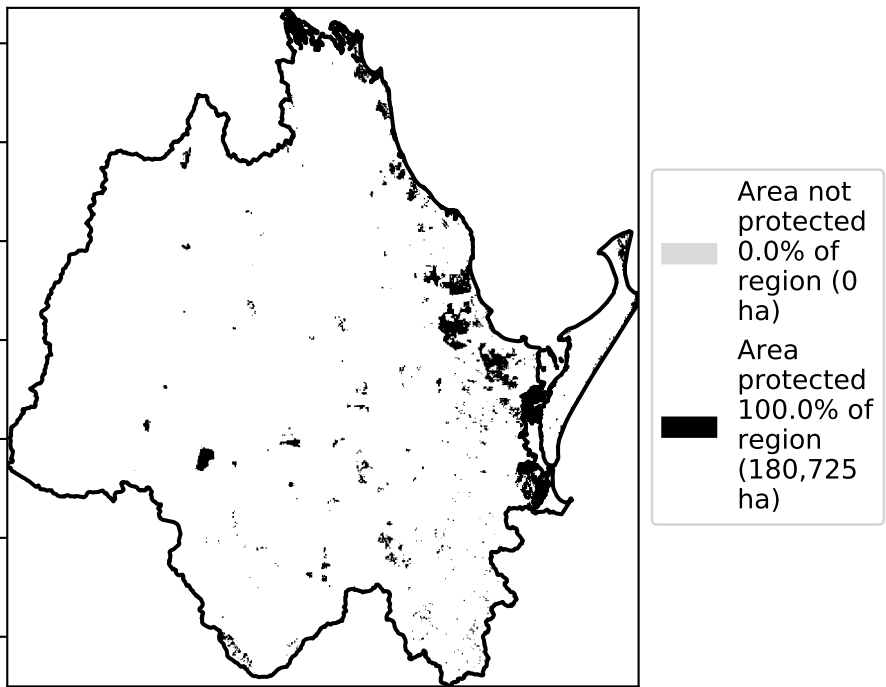 Area not
protected
0.0% of
region (0
ha)
Area
protected
100.0% of
region
(180,725
ha)